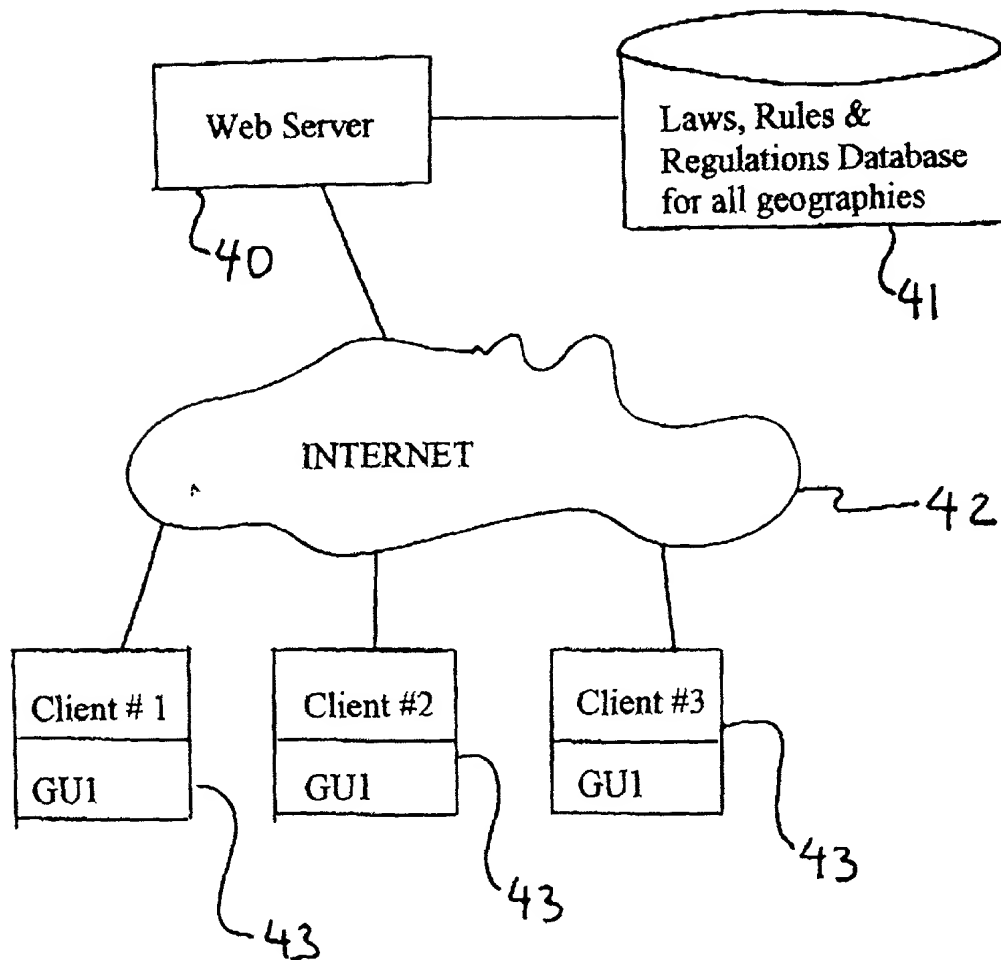 Web Server
Laws, Rules &
Regulations Database
for all geographies
40
41
INTERNET
42
Client # 1
GU1
Client #2
GU1
Client #3
GU1
43
43
43